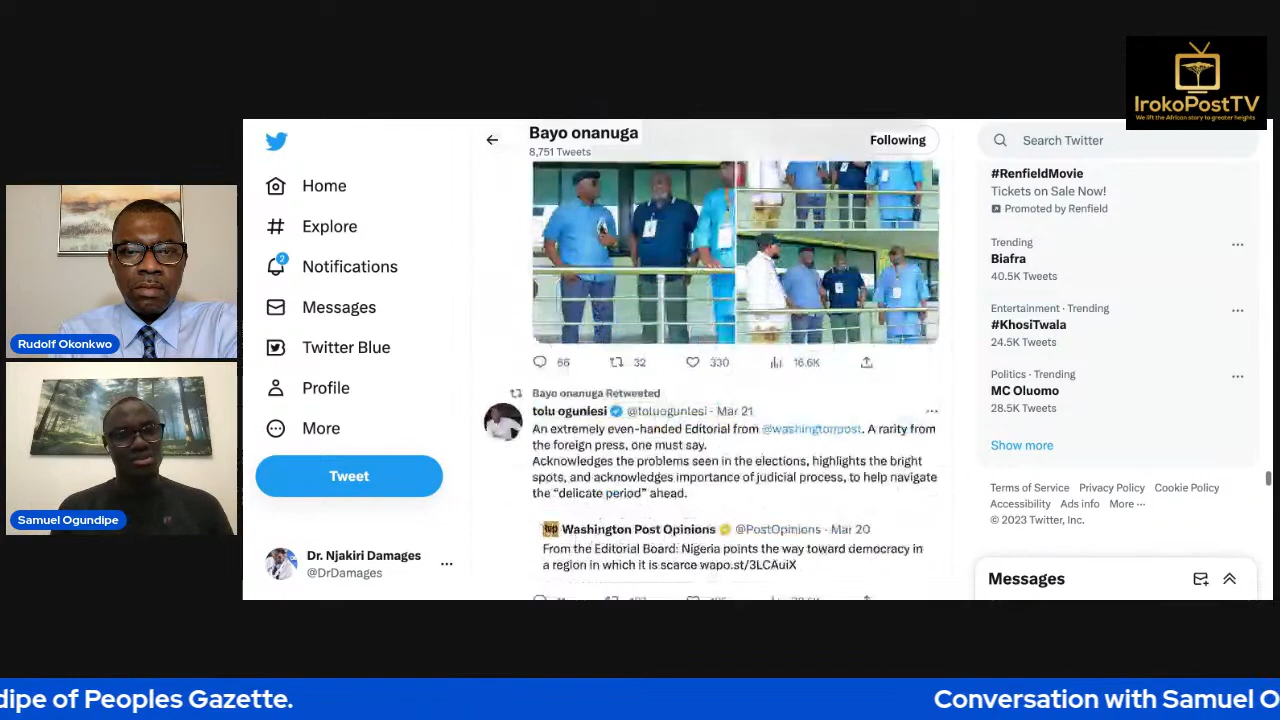 IrokoPostTV
We lift the African story to greater heights
Rudolf Okonkwo
Samuel Ogundipe
Home
Explore
2
Notifications
Messages
Twitter Blue
Profile
More
Tweet
Dr. Njakiri Damages
@DrDamages
Bayo onanuga
8,751 Tweets
Following
66 32 330 16.6K
Bayo onanuga Retweeted
tolu ogunlesi @toluogunlesi · Mar 21
An extremely even-handed Editorial from @washingtonpost. A rarity from
the foreign press, one must say.
Acknowledges the problems seen in the elections, highlights the bright
spots, and acknowledges importance of judicial process, to help navigate
the “delicate period” ahead.
Washington Post Opinions @PostOpinions · Mar 20
From the Editorial Board: Nigeria points the way toward democracy in
a region in which it is scarce wapo.st/3LCAuiX
Search Twitter
#RenfieldMovie
Tickets on Sale Now!
Promoted by Renfield
Trending
Biafra
40.5K Tweets
Entertainment · Trending
#KhosiTwala
24.5K Tweets
Politics · Trending
MC Oluomo
28.5K Tweets
Show more
Terms of Service Privacy Policy Cookie Policy
Accessibility Ads info More ···
© 2023 Twitter, Inc.
Messages
dipe of Peoples Gazette. Conversation with Samuel O